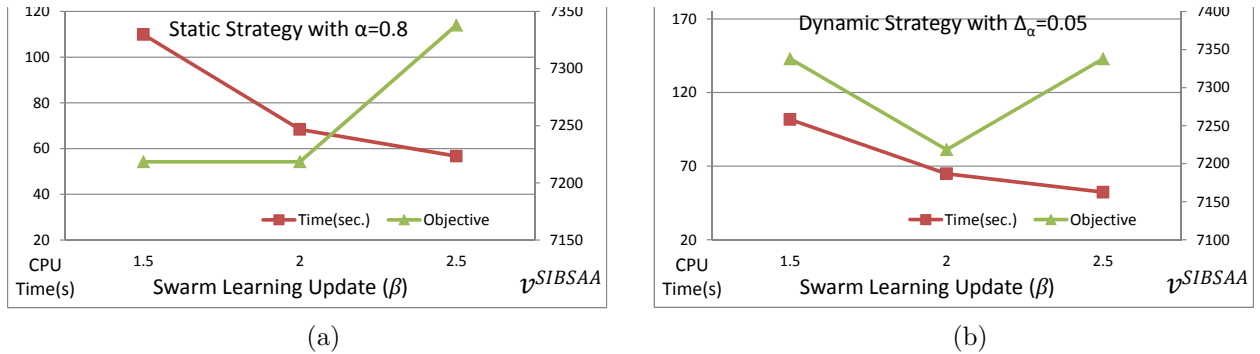 120
100
80
60
40
20
Static Strategy with α=0.8
7350
7300
7250
7200
7150
Time(sec.) Objective
1.5 2 2.5
CPU
Time(s)
Swarm Learning Update (β)
v^SIBSAA
(a)
170
120
70
20
Dynamic Strategy with Δα=0.05
7400
7350
7300
7250
7200
7150
7100
Time(sec.) Objective
1.5 2 2.5
CPU
Time(s)
Swarm Learning Update (β)
v^SIBSAA
(b)